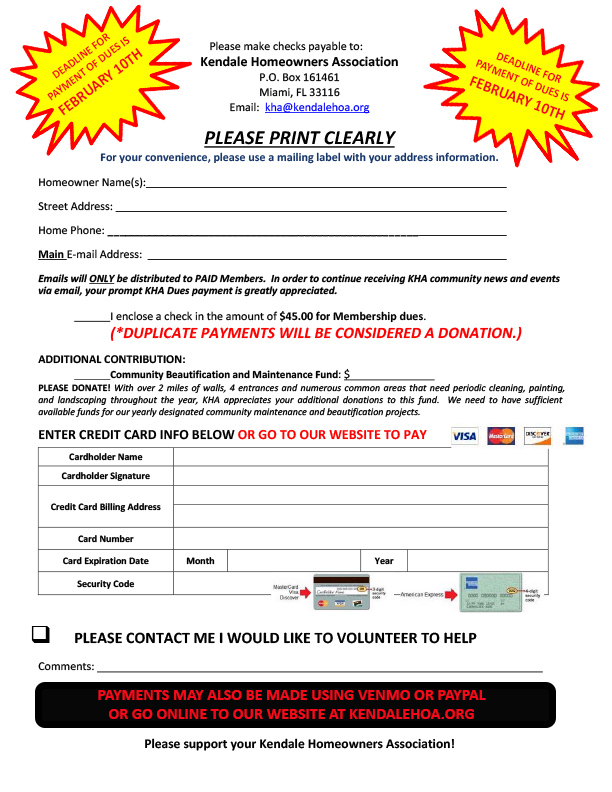 DEADLINE FOR
PAYMENT OF DUES IS
FEBRUARY 10TH
DEADLINE FOR
PAYMENT OF DUES IS
FEBRUARY 10TH
Please make checks payable to:
Kendale Homeowners Association
P.O. Box 161461
Miami, FL 33116
Email: kha@kendalehoa.org
PLEASE PRINT CLEARLY
For your convenience, please use a mailing label with your address information.
Homeowner Name(s):
Street Address:
Home Phone:
Main E-mail Address:
Emails will ONLY be distributed to PAID Members. In order to continue receiving KHA community news and events
via email, your prompt KHA Dues payment is greatly appreciated.
______I enclose a check in the amount of $45.00 for Membership dues.
(*DUPLICATE PAYMENTS WILL BE CONSIDERED A DONATION.)
ADDITIONAL CONTRIBUTION:
______Community Beautification and Maintenance Fund: $
PLEASE DONATE! With over 2 miles of walls, 4 entrances and numerous common areas that need periodic cleaning, painting,
and landscaping throughout the year, KHA appreciates your additional donations to this fund. We need to have sufficient
available funds for our yearly designated community maintenance and beautification projects.
ENTER CREDIT CARD INFO BELOW OR GO TO OUR WEBSITE TO PAY
VISA MasterCard DISCOVER
Cardholder Name
Cardholder Signature
Credit Card Billing Address
Card Number
Card Expiration Date Month Year
Security Code
MasterCard
Visa
Discover
3-digit
security
code
American Express
4-digit
security
code
PLEASE CONTACT ME I WOULD LIKE TO VOLUNTEER TO HELP
Comments:
PAYMENTS MAY ALSO BE MADE USING VENMO OR PAYPAL
OR GO ONLINE TO OUR WEBSITE AT KENDALEHOA.ORG
Please support your Kendale Homeowners Association!